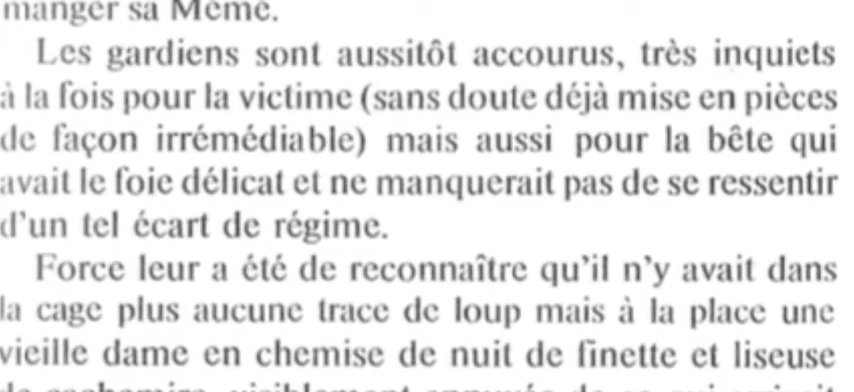 manger sa Mémé.
Les gardiens sont aussitôt accourus, très inquiets
à la fois pour la victime (sans doute déjà mise en pièces
de façon irrémédiable) mais aussi pour la bête qui
avait le foie délicat et ne manquerait pas de se ressentir
d'un tel écart de régime.
Force leur a été de reconnaître qu'il n'y avait dans
la cage plus aucune trace de loup mais à la place une
vieille dame en chemise de nuit de finette et liseuse